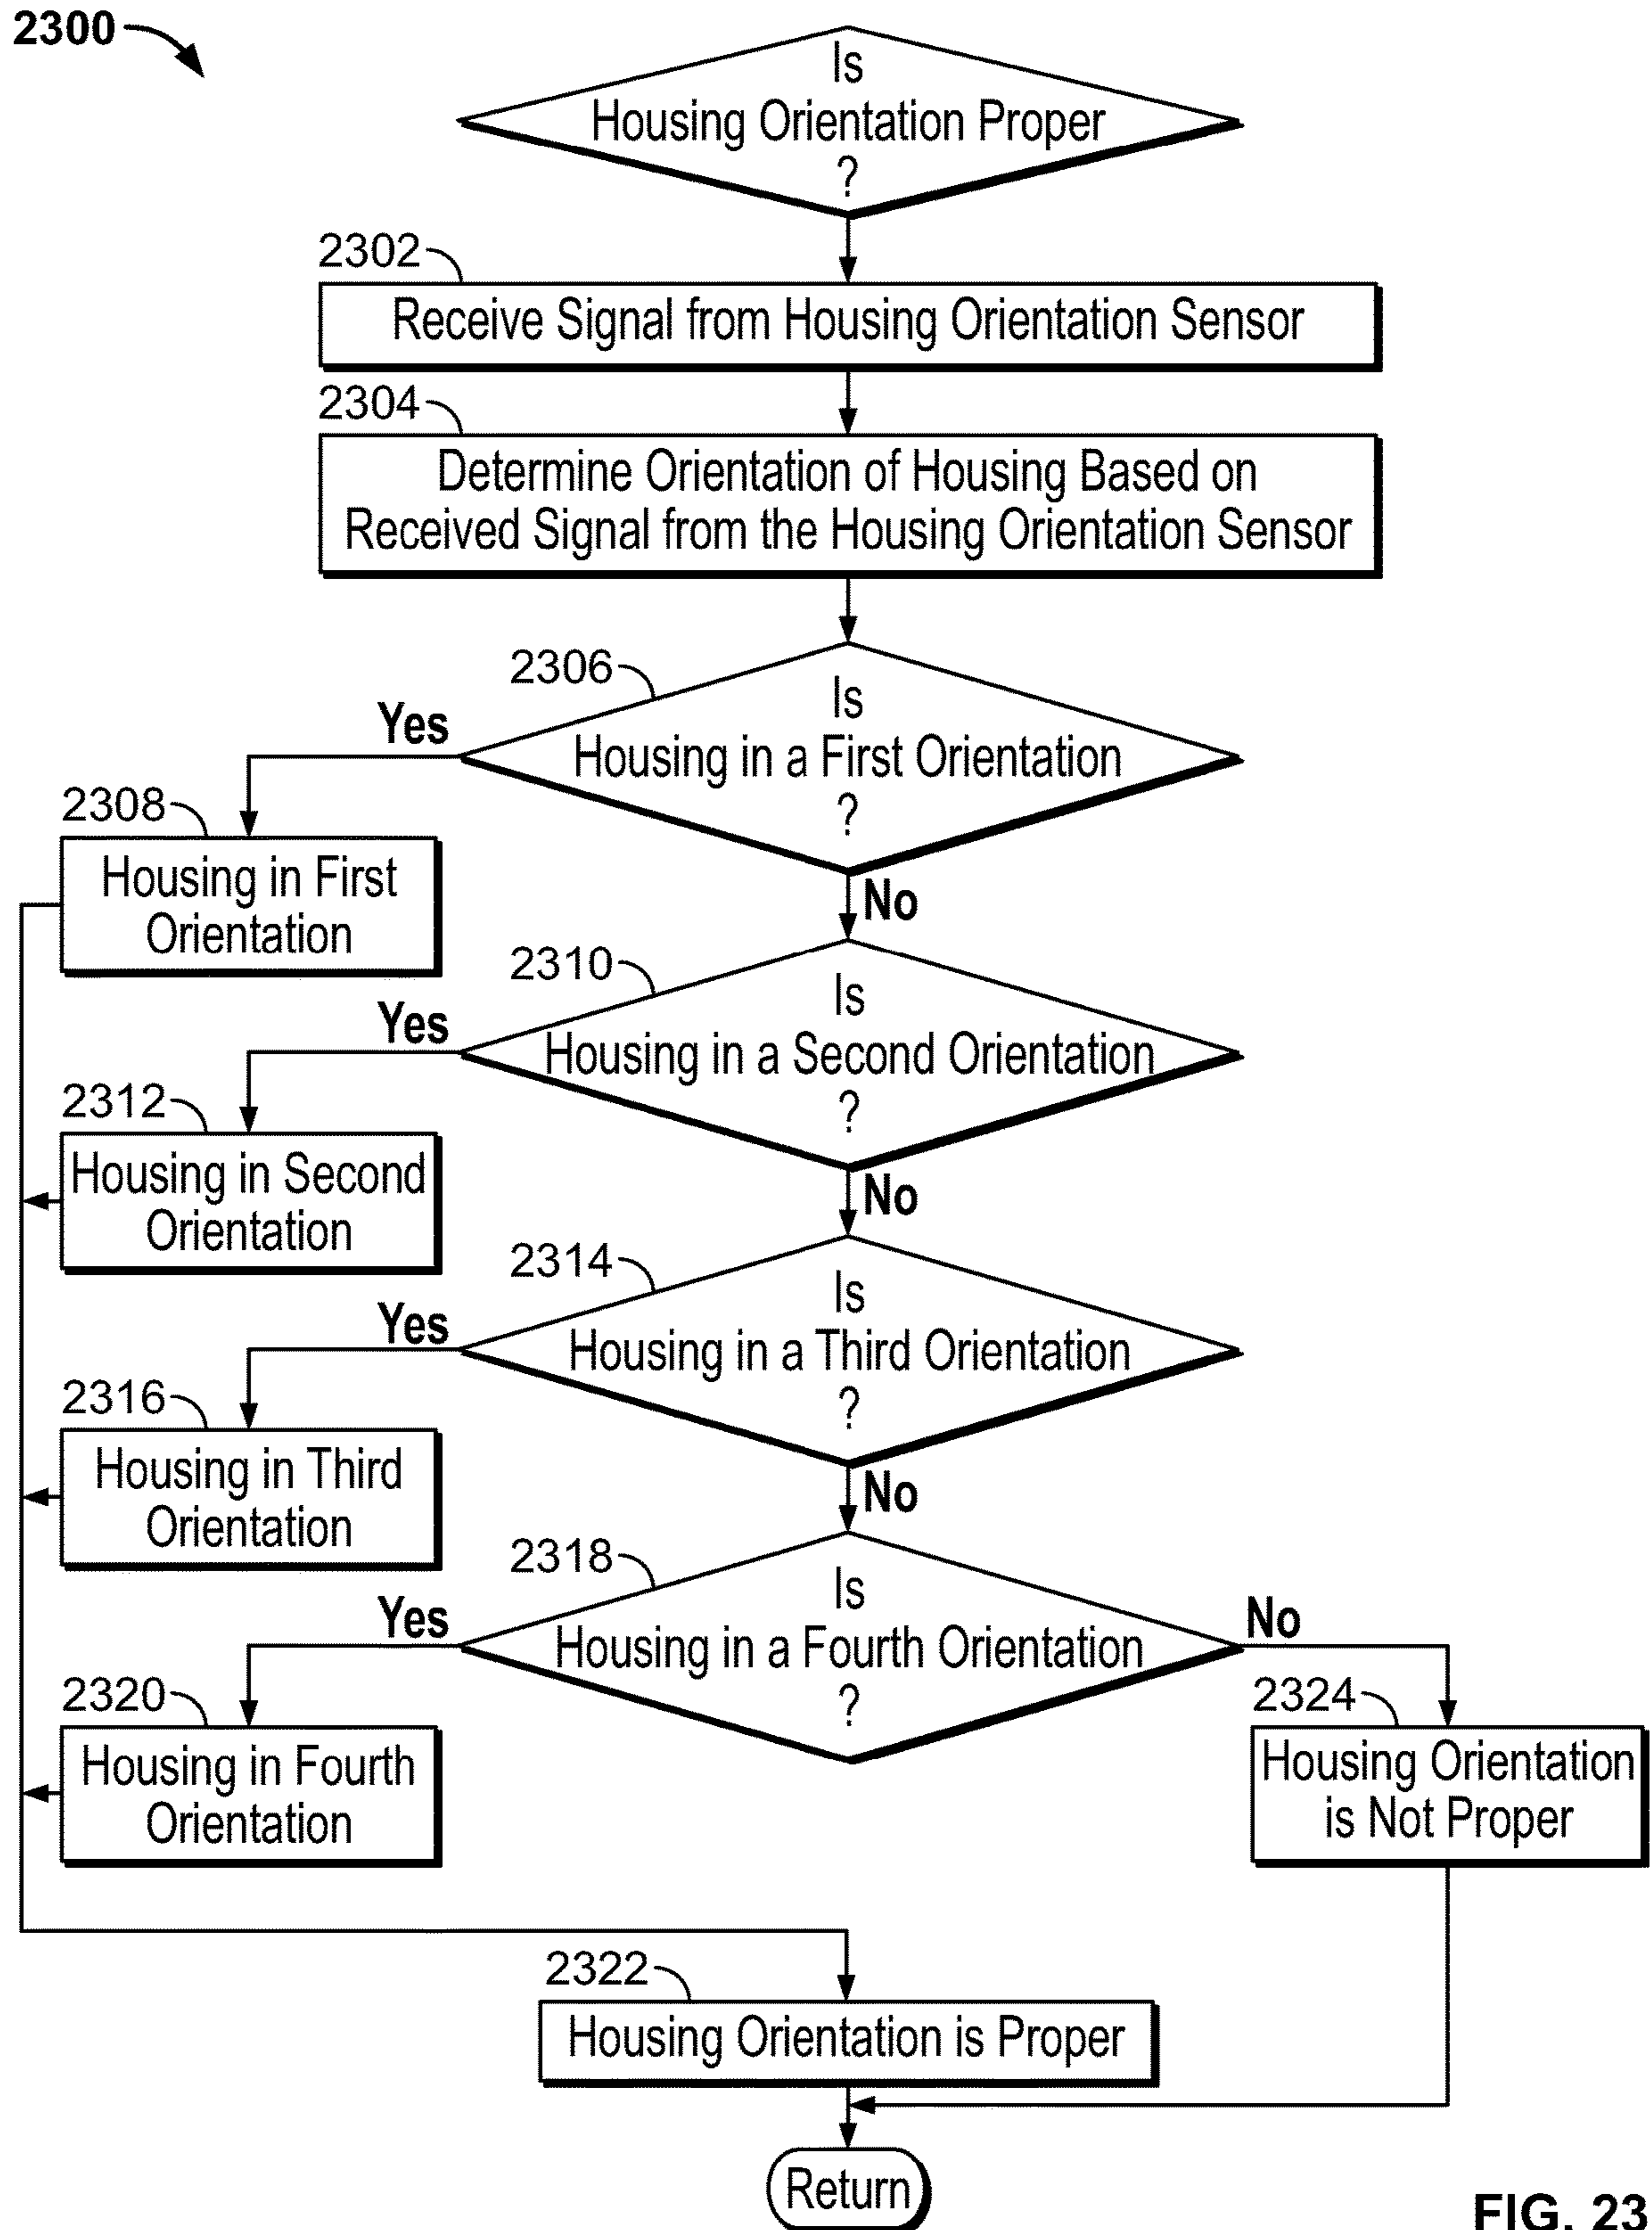 2300
Is
Housing Orientation Proper
?
2302
Receive Signal from Housing Orientation Sensor
2304
Determine Orientation of Housing Based on
Received Signal from the Housing Orientation Sensor
2306
Is
Housing in a First Orientation
?
Yes
No
2308
Housing in First
Orientation
2310
Is
Housing in a Second Orientation
?
Yes
No
2312
Housing in Second
Orientation
2314
Is
Housing in a Third Orientation
?
Yes
No
2316
Housing in Third
Orientation
2318
Is
Housing in a Fourth Orientation
?
Yes
No
2320
Housing in Fourth
Orientation
2324
Housing Orientation
is Not Proper
2322
Housing Orientation is Proper
Return
FIG. 23